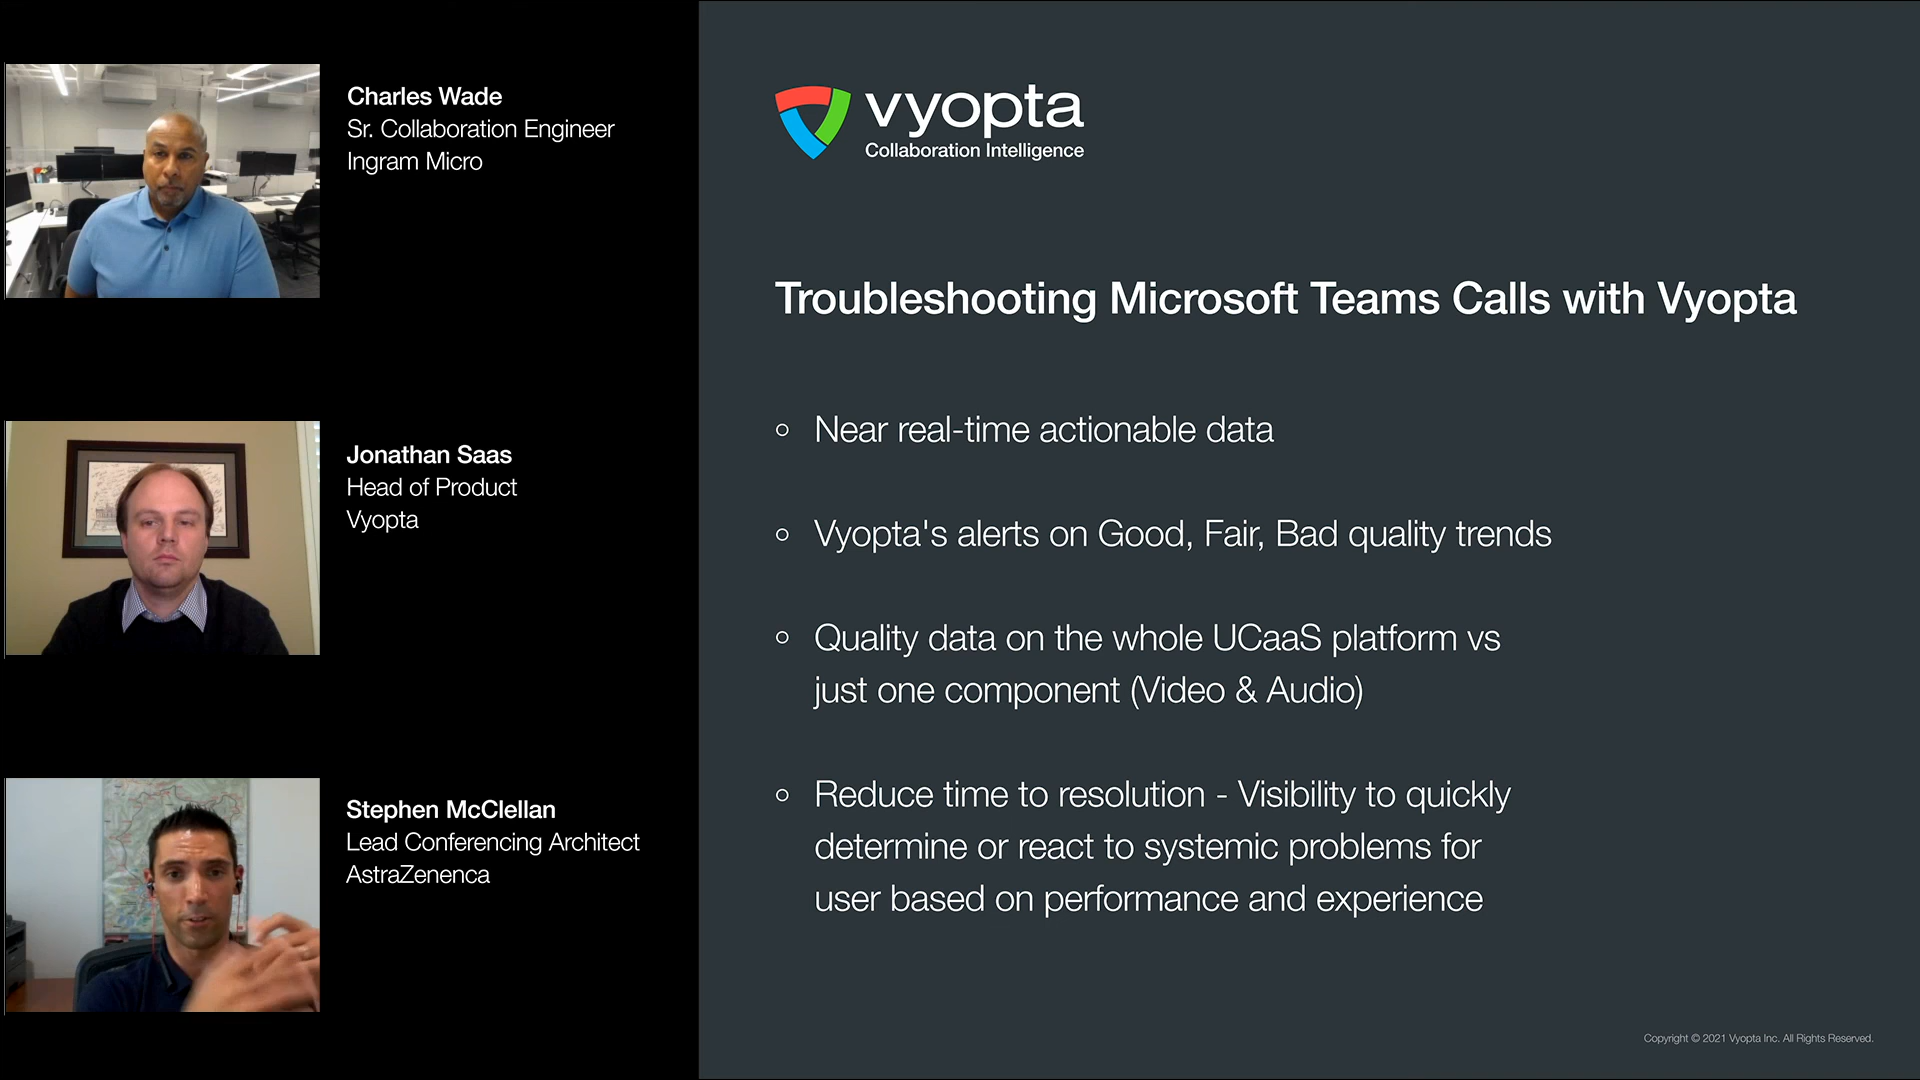 Charles Wade
Sr. Collaboration Engineer
Ingram Micro
Jonathan Saas
Head of Product
Vyopta
Stephen McClellan
Lead Conferencing Architect
AstraZenenca
vyopta
Collaboration Intelligence
Troubleshooting Microsoft Teams Calls with Vyopta
Near real-time actionable data
Vyopta's alerts on Good, Fair, Bad quality trends
Quality data on the whole UCaaS platform vs
just one component (Video & Audio)
Reduce time to resolution - Visibility to quickly
determine or react to systemic problems for
user based on performance and experience
Copyright © 2021 Vyopta Inc. All Rights Reserved.